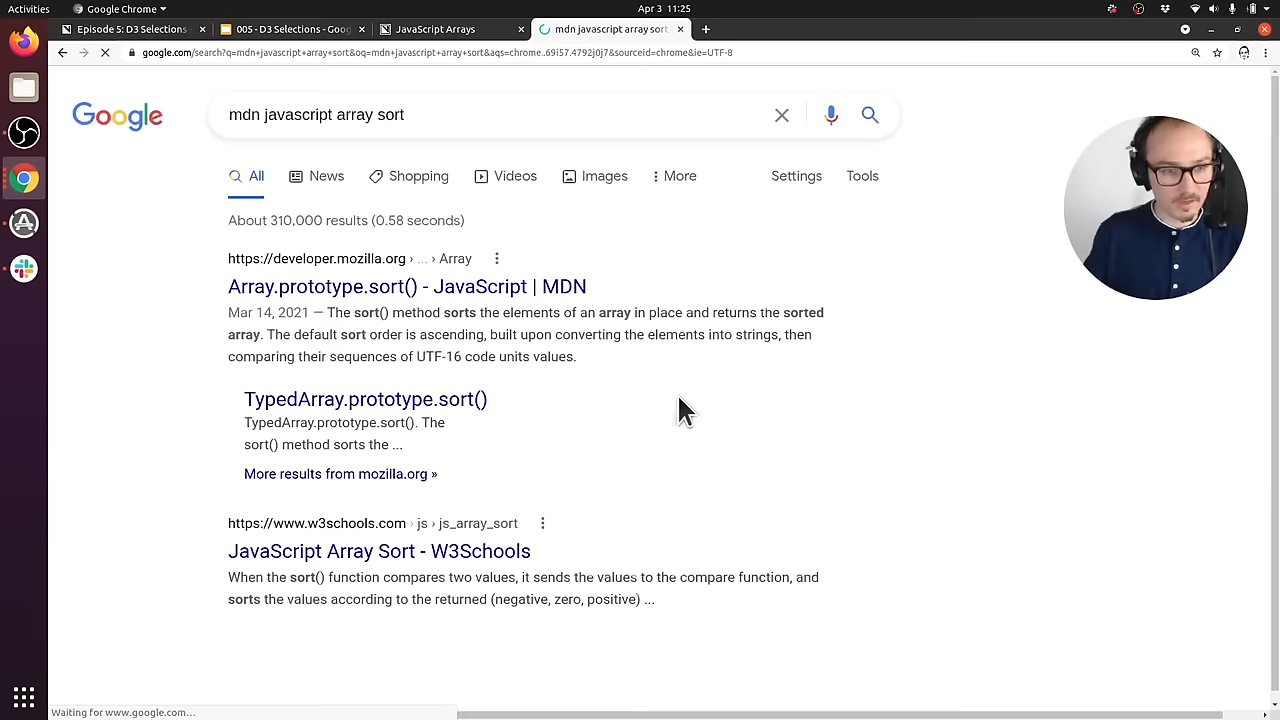 Activities
Google Chrome
Apr 3 11:25
Episode 5: D3 Selections -
005 - D3 Selections - Goog
JavaScript Arrays
mdn javascript array sort
google.com/search?q=mdn+javascript+array+sort&oq=mdn+javascript+array+sort&aqs=chrome..69i57.4792j0j7&sourceid=chrome&ie=UTF-8
Google
mdn javascript array sort
All
News
Shopping
Videos
Images
More
Settings
Tools
About 310,000 results (0.58 seconds)
https://developer.mozilla.org › ... › Array
Array.prototype.sort() - JavaScript | MDN
Mar 14, 2021 — The sort() method sorts the elements of an array in place and returns the sorted
array. The default sort order is ascending, built upon converting the elements into strings, then
comparing their sequences of UTF-16 code units values.
TypedArray.prototype.sort()
TypedArray.prototype.sort(). The
sort() method sorts the ...
More results from mozilla.org »
https://www.w3schools.com › js › js_array_sort
JavaScript Array Sort - W3Schools
When the sort() function compares two values, it sends the values to the compare function, and
sorts the values according to the returned (negative, zero, positive) ...
Waiting for www.google.com...